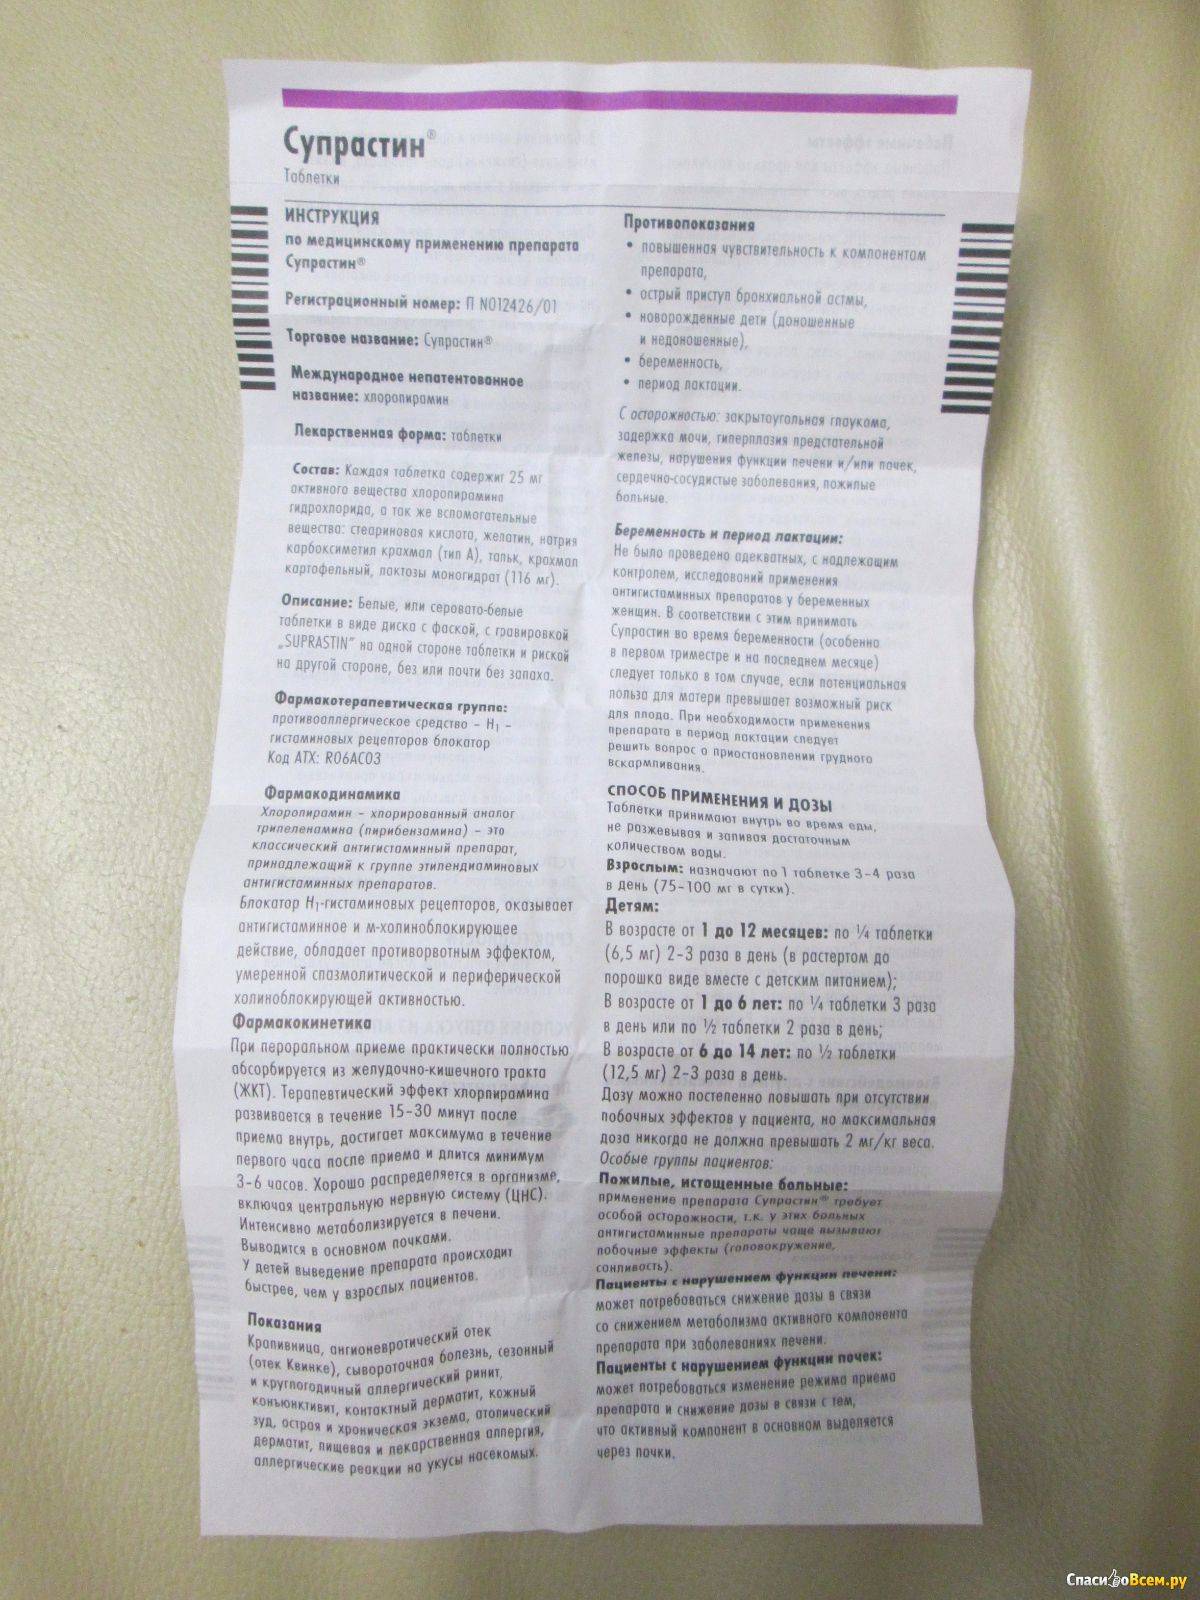 Супрастин®
Таблетки
ИНСТРУКЦИЯ
по медицинскому применению препарата
Супрастин®
Регистрационный номер: П N012426/01
Торговое название: Супрастин®
Международное непатентованное
название: хлоропирамин
Лекарственная форма: таблетки
Состав: Каждая таблетка содержит 25 мг
активного вещества хлоропирамина
гидрохлорида, а так же вспомогательные
вещества: стеариновая кислота, желатин, натрия
карбоксиметил крахмал (тип А), тальк, крахмал
картофельный, лактозы моногидрат (116 мг).
Описание: Белые, или серовато-белые
таблетки в виде диска с фаской, с гравировкой
„SUPRASTIN" на одной стороне таблетки и риской
на другой стороне, без или почти без запаха.
Фармакотерапевтическая группа:
противоаллергическое средство – H1 –
гистаминовых рецепторов блокатор
Код АТХ: R06AC03
Фармакодинамика
Хлоропирамин – хлорированный аналог
трипеленамина (пирибензамина) – это
классический антигистаминный препарат,
принадлежащий к группе этилендиаминовых
антигистаминных препаратов.
Блокатор H1-гистаминовых рецепторов, оказывает
антигистаминное и м-холиноблокирующее
действие, обладает противорвотным эффектом,
умеренной спазмолитической и периферической
холиноблокирующей активностью.
Фармакокинетика
При пероральном приеме практически полностью
абсорбируется из желудочно-кишечного тракта
(ЖКТ). Терапевтический эффект хлорпирамина
развивается в течение 15–30 минут после
приема внутрь, достигает максимума в течение
первого часа после приема и длится минимум
3–6 часов. Хорошо распределяется в организме,
включая центральную нервную систему (ЦНС).
Интенсивно метаболизируется в печени.
Выводится в основном почками.
У детей выведение препарата происходит
быстрее, чем у взрослых пациентов.
Показания
Крапивница, ангионевротический отек
(отек Квинке), сывороточная болезнь, сезонный
и круглогодичный аллергический ринит,
конъюнктивит, контактный дерматит, кожный
зуд, острая и хроническая экзема, атопический
дерматит, пищевая и лекарственная аллергия,
аллергические реакции на укусы насекомых.
Противопоказания
• повышенная чувствительность к компонентам
препарата,
• острый приступ бронхиальной астмы,
• новорожденные дети (доношенные
и недоношенные),
• беременность,
• период лактации.
С осторожностью: закрытоугольная глаукома,
задержка мочи, гиперплазия предстательной
железы, нарушения функции печени и/или почек,
сердечно-сосудистые заболевания, пожилые
больные.
Беременность и период лактации:
Не было проведено адекватных, с надлежащим
контролем, исследований применения
антигистаминных препаратов у беременных
женщин. В соответствии с этим принимать
Супрастин во время беременности (особенно
в первом триместре и на последнем месяце)
следует только в том случае, если потенциальная
польза для матери превышает возможный риск
для плода. При необходимости применения
препарата в период лактации следует
решить вопрос о приостановлении грудного
вскармливания.
СПОСОБ ПРИМЕНЕНИЯ И ДОЗЫ
Таблетки принимают внутрь во время еды,
не разжевывая и запивая достаточным
количеством воды.
Взрослым: назначают по 1 таблетке 3–4 раза
в день (75–100 мг в сутки).
Детям:
В возрасте от 1 до 12 месяцев: по ¼ таблетки
(6,5 мг) 2–3 раза в день (в растертом до
порошка виде вместе с детским питанием);
В возрасте от 1 до 6 лет: по ¼ таблетки 3 раза
в день или по ½ таблетки 2 раза в день;
В возрасте от 6 до 14 лет: по ½ таблетки
(12,5 мг) 2–3 раза в день.
Дозу можно постепенно повышать при отсутствии
побочных эффектов у пациента, но максимальная
доза никогда не должна превышать 2 мг/кг веса.
Особые группы пациентов:
Пожилые, истощенные больные:
применение препарата Супрастин® требует
особой осторожности, т.к. у этих больных
антигистаминные препараты чаще вызывают
побочные эффекты (головокружение,
сонливость).
Пациенты с нарушением функции печени:
может потребоваться снижение дозы в связи
со снижением метаболизма активного компонента
препарата при заболеваниях печени.
Пациенты с нарушением функции почек:
может потребоваться изменение режима приема
препарата и снижение дозы в связи с тем,
что активный компонент в основном выделяется
через почки.
СпасибоВсем.ру